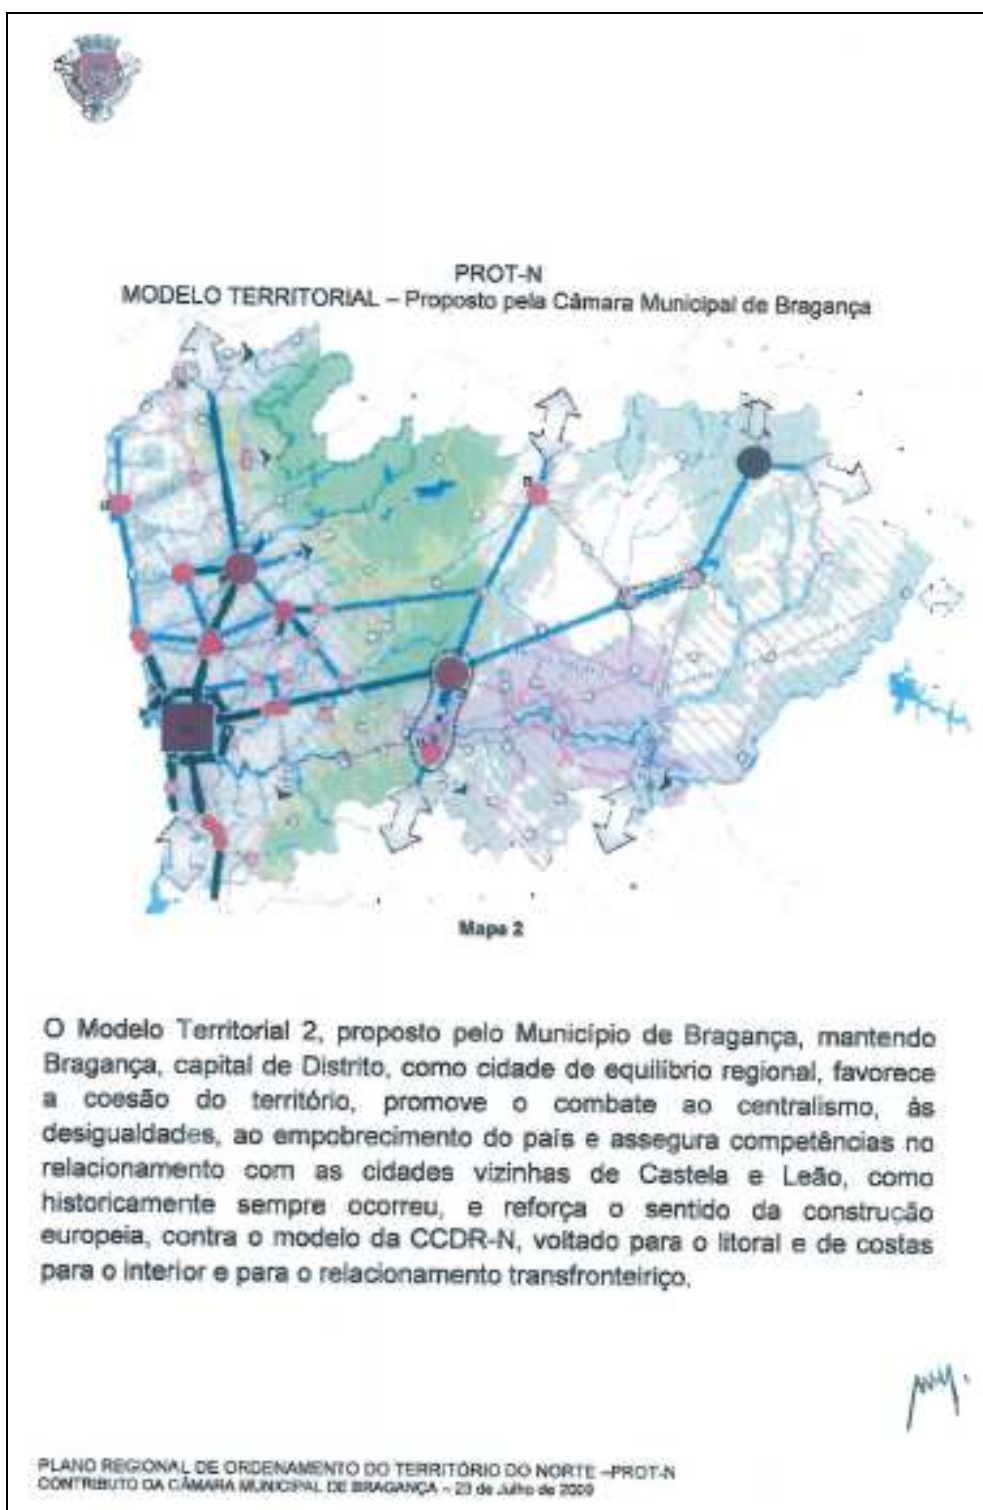 PROT-N
MODELO TERRITORIAL – Proposto pela Câmara Municipal de Bragança
Mapa 2
O Modelo Territorial 2, proposto pelo Município de Bragança, mantendo
Bragança, capital de Distrito, como cidade de equilíbrio regional, favorece
a coesão do território, promove o combate ao centralismo, às
desigualdades, ao empobrecimento do país e assegura competências no
relacionamento com as cidades vizinhas de Castela e Leão, como
historicamente sempre ocorreu, e reforça o sentido da construção
europeia, contra o modelo da CCDR-N, voltado para o litoral e de costas
para o interior e para o relacionamento transfronteiriço.
PLANO REGIONAL DE ORDENAMENTO DO TERRITÓRIO DO NORTE –PROT-N
CONTRIBUTO DA CÂMARA MUNICIPAL DE BRAGANÇA – 23 de Julho de 2009